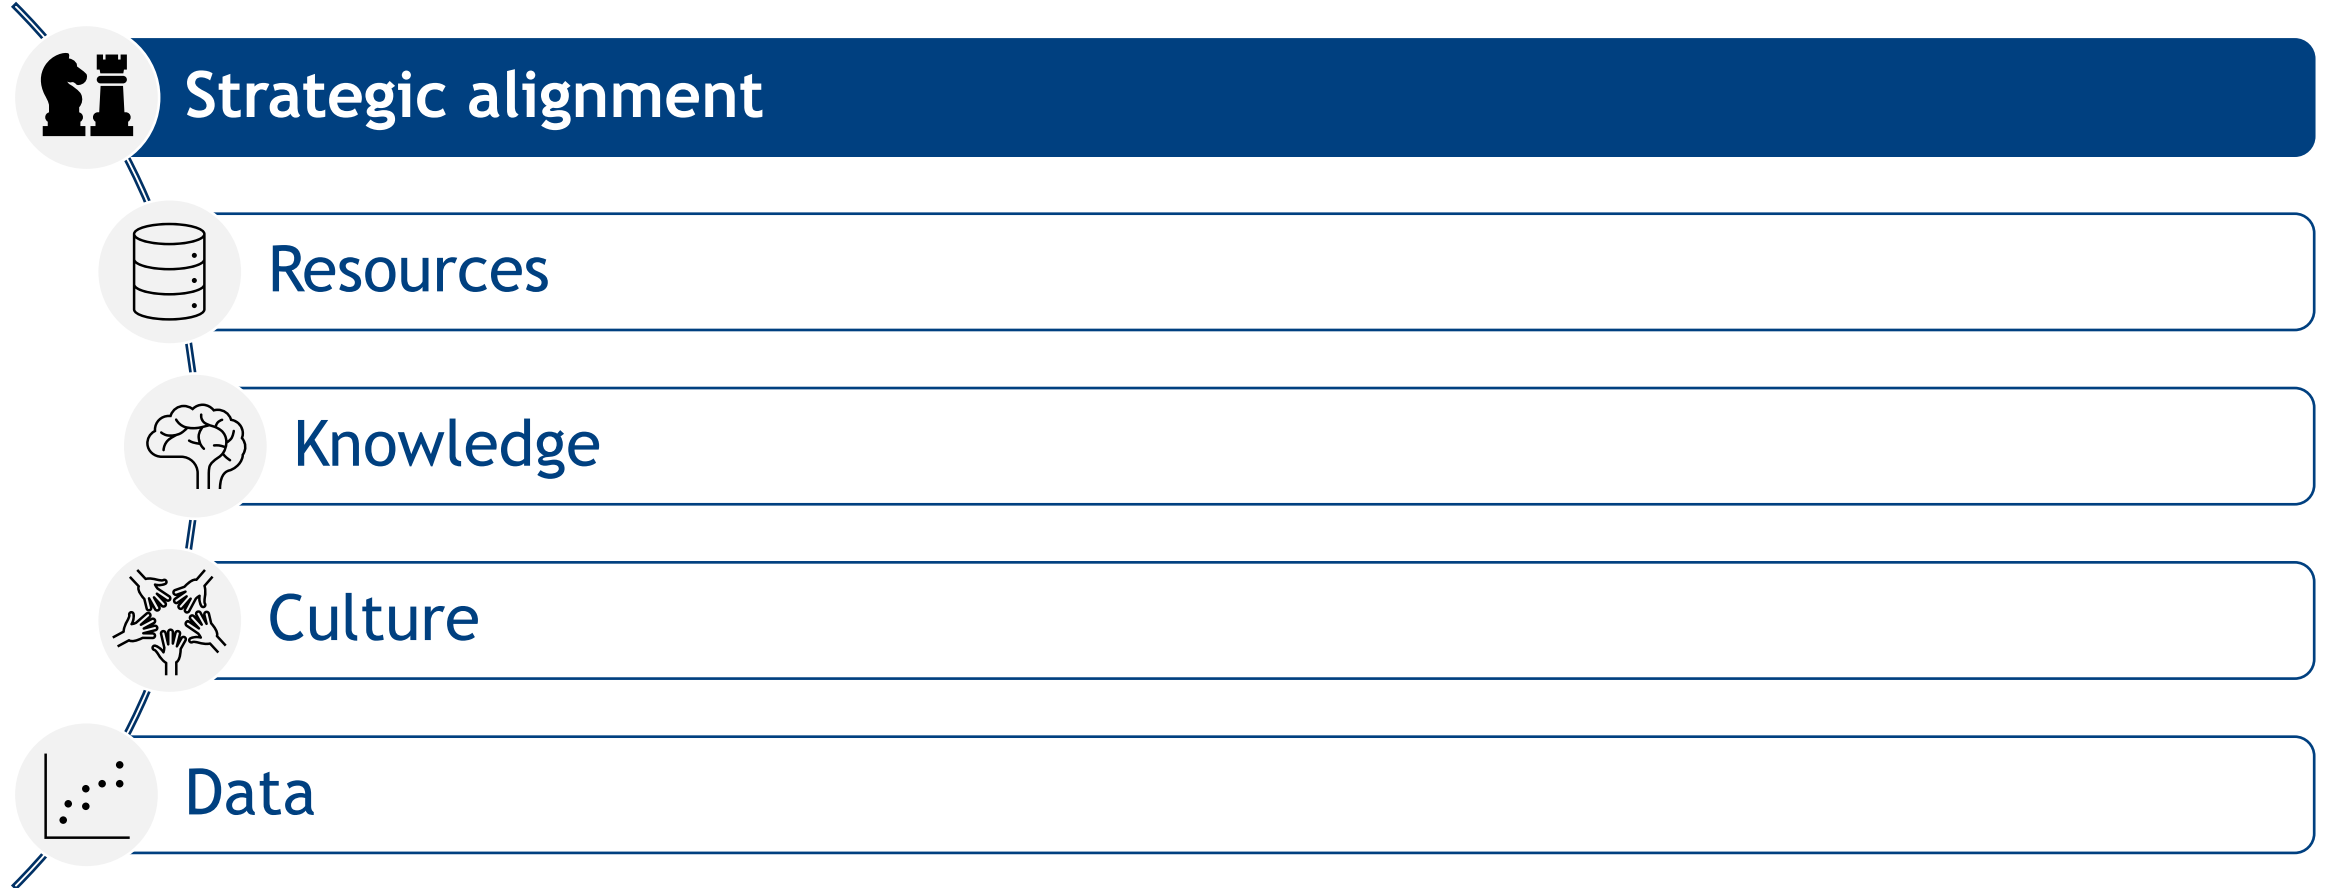 Strategic alignment
Resources
Knowledge
Culture
Data